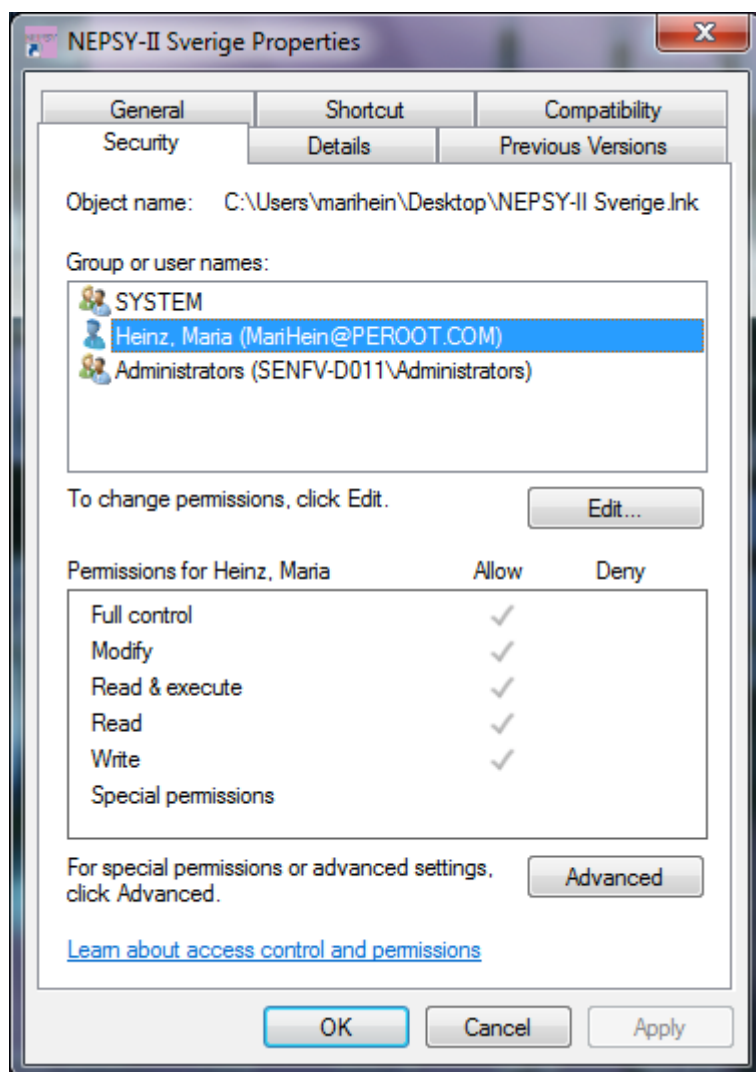 NEPSY-II Sverige Properties
General Shortcut Compatibility
Security Details Previous Versions
Object name: C:\Users\marihein\Desktop\NEPSY-II Sverige.lnk
Group or user names:
SYSTEM
Heinz, Maria (MariHein@PEROOT.COM)
Administrators (SENFV-D011\Administrators)
To change permissions, click Edit.
Edit...
Permissions for Heinz, Maria Allow Deny
Full control
Modify
Read & execute
Read
Write
Special permissions
For special permissions or advanced settings,
click Advanced.
Advanced
Learn about access control and permissions
OK Cancel Apply